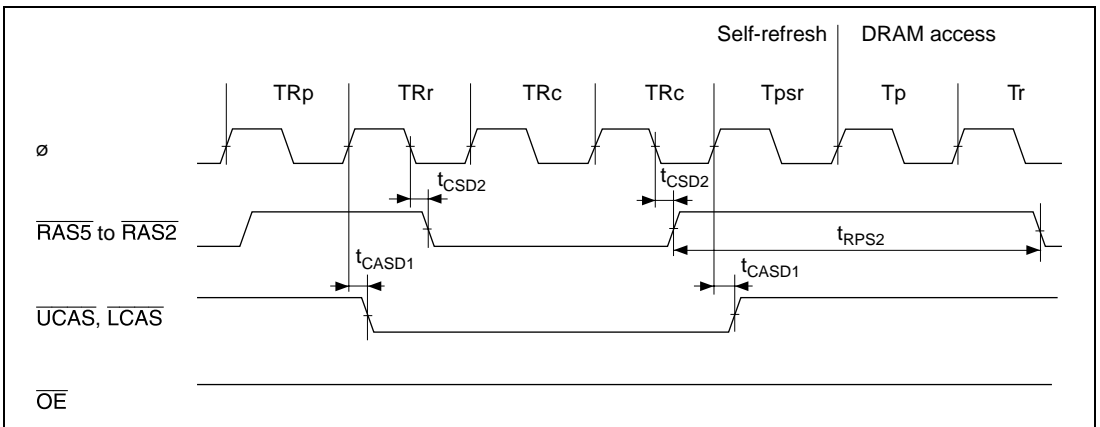 Self-refresh DRAM access
TRp TRr TRc TRc Tpsr Tp Tr
ø
tCSD2 tCSD2
RAS5 to RAS2
tRPS2
tCASD1 tCASD1
UCAS, LCAS
OE